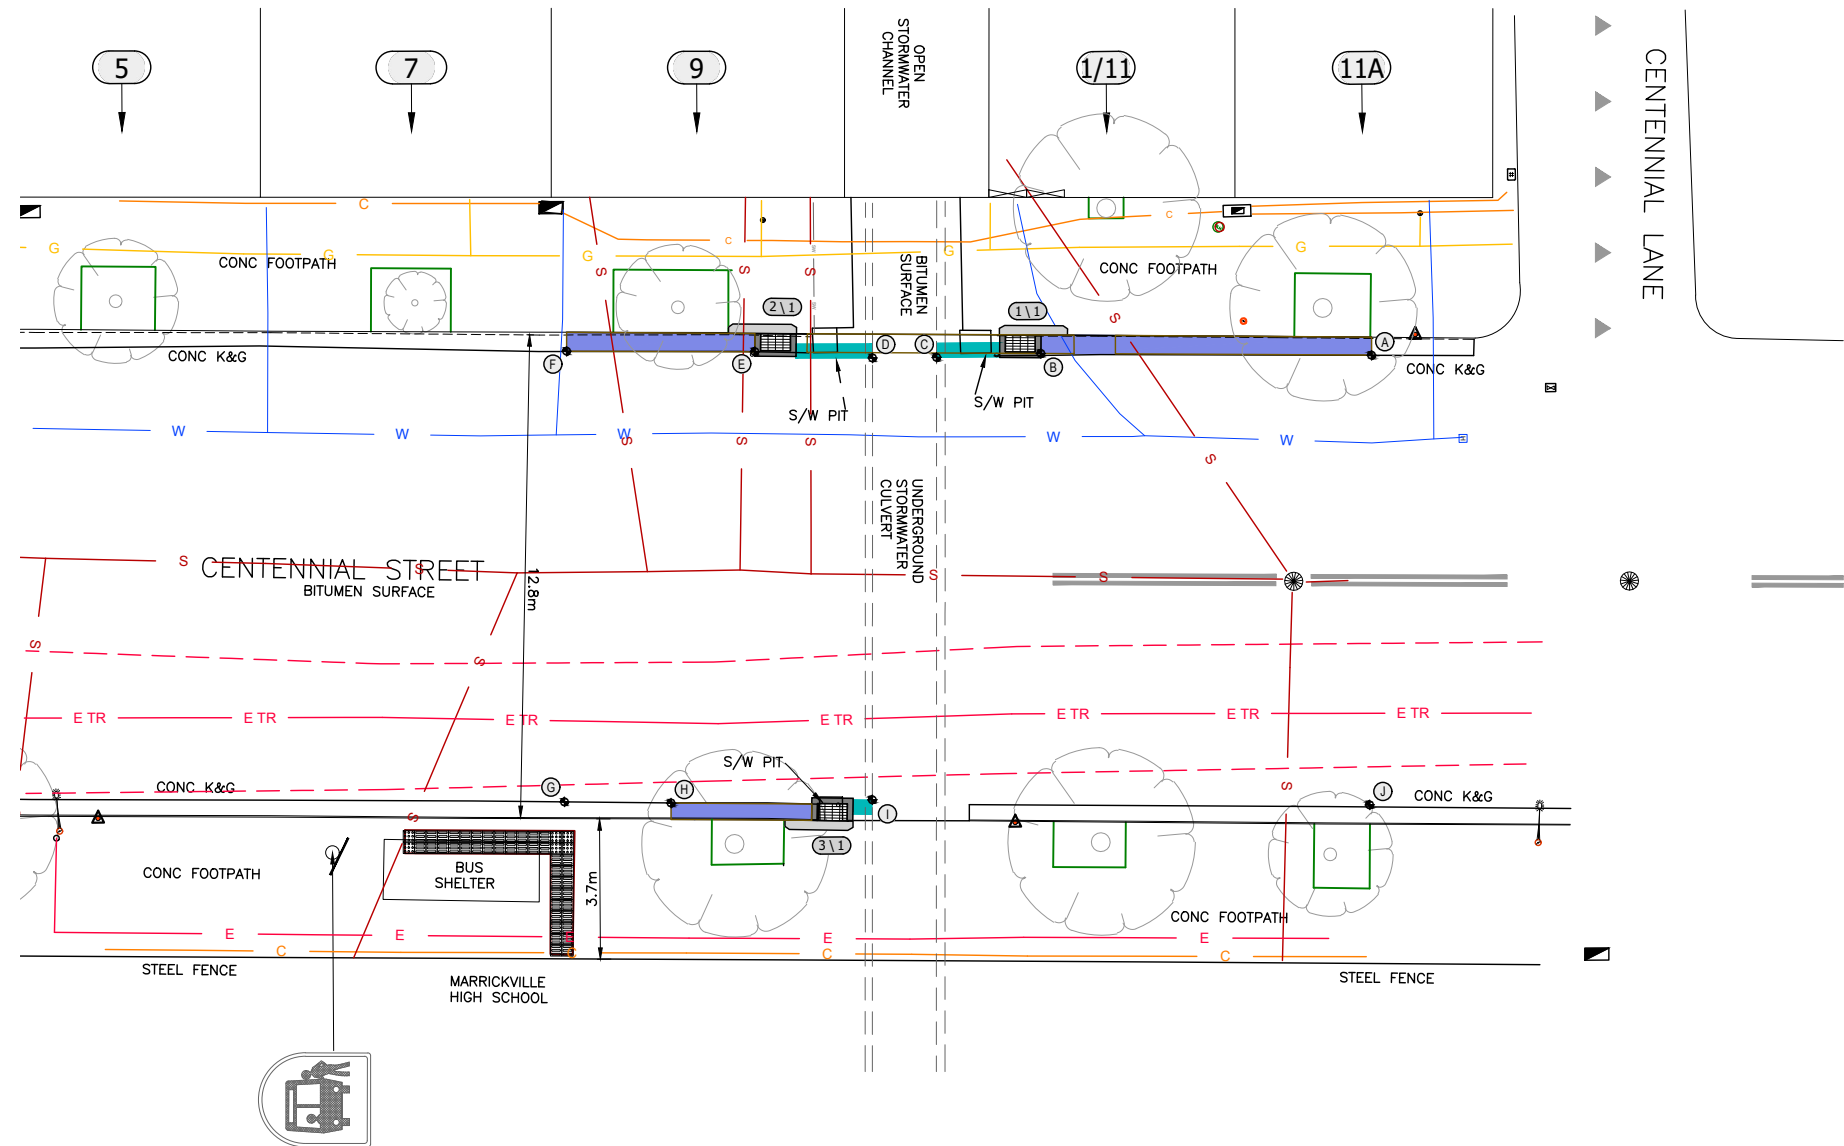 5
7
9
1/11
11A
OPEN
STORMWATER
CHANNEL
CENTENNIAL LANE
C
C
C
G
G
G
G
G
CONC FOOTPATH
CONC FOOTPATH
BITUMEN
SURFACE
S
S
S
S
2\1
1\1
CONC K&G
CONC K&G
F
E
D
C
B
A
S/W PIT
S/W PIT
W
W
W
W
W
S
S
S
S
UNDERGROUND
STORMWATER
CULVERT
12.8m
S
S
S
S
CENTENNIAL STREET
BITUMEN SURFACE
S
S
E TR
E TR
E TR
E TR
E TR
E TR
E TR
S/W PIT
CONC K&G
CONC K&G
G
H
I
J
S
S
3\1
CONC FOOTPATH
BUS
SHELTER
3.7m
CONC FOOTPATH
E
E
E
E
E
C
C
C
C
STEEL FENCE
STEEL FENCE
MARRICKVILLE
HIGH SCHOOL